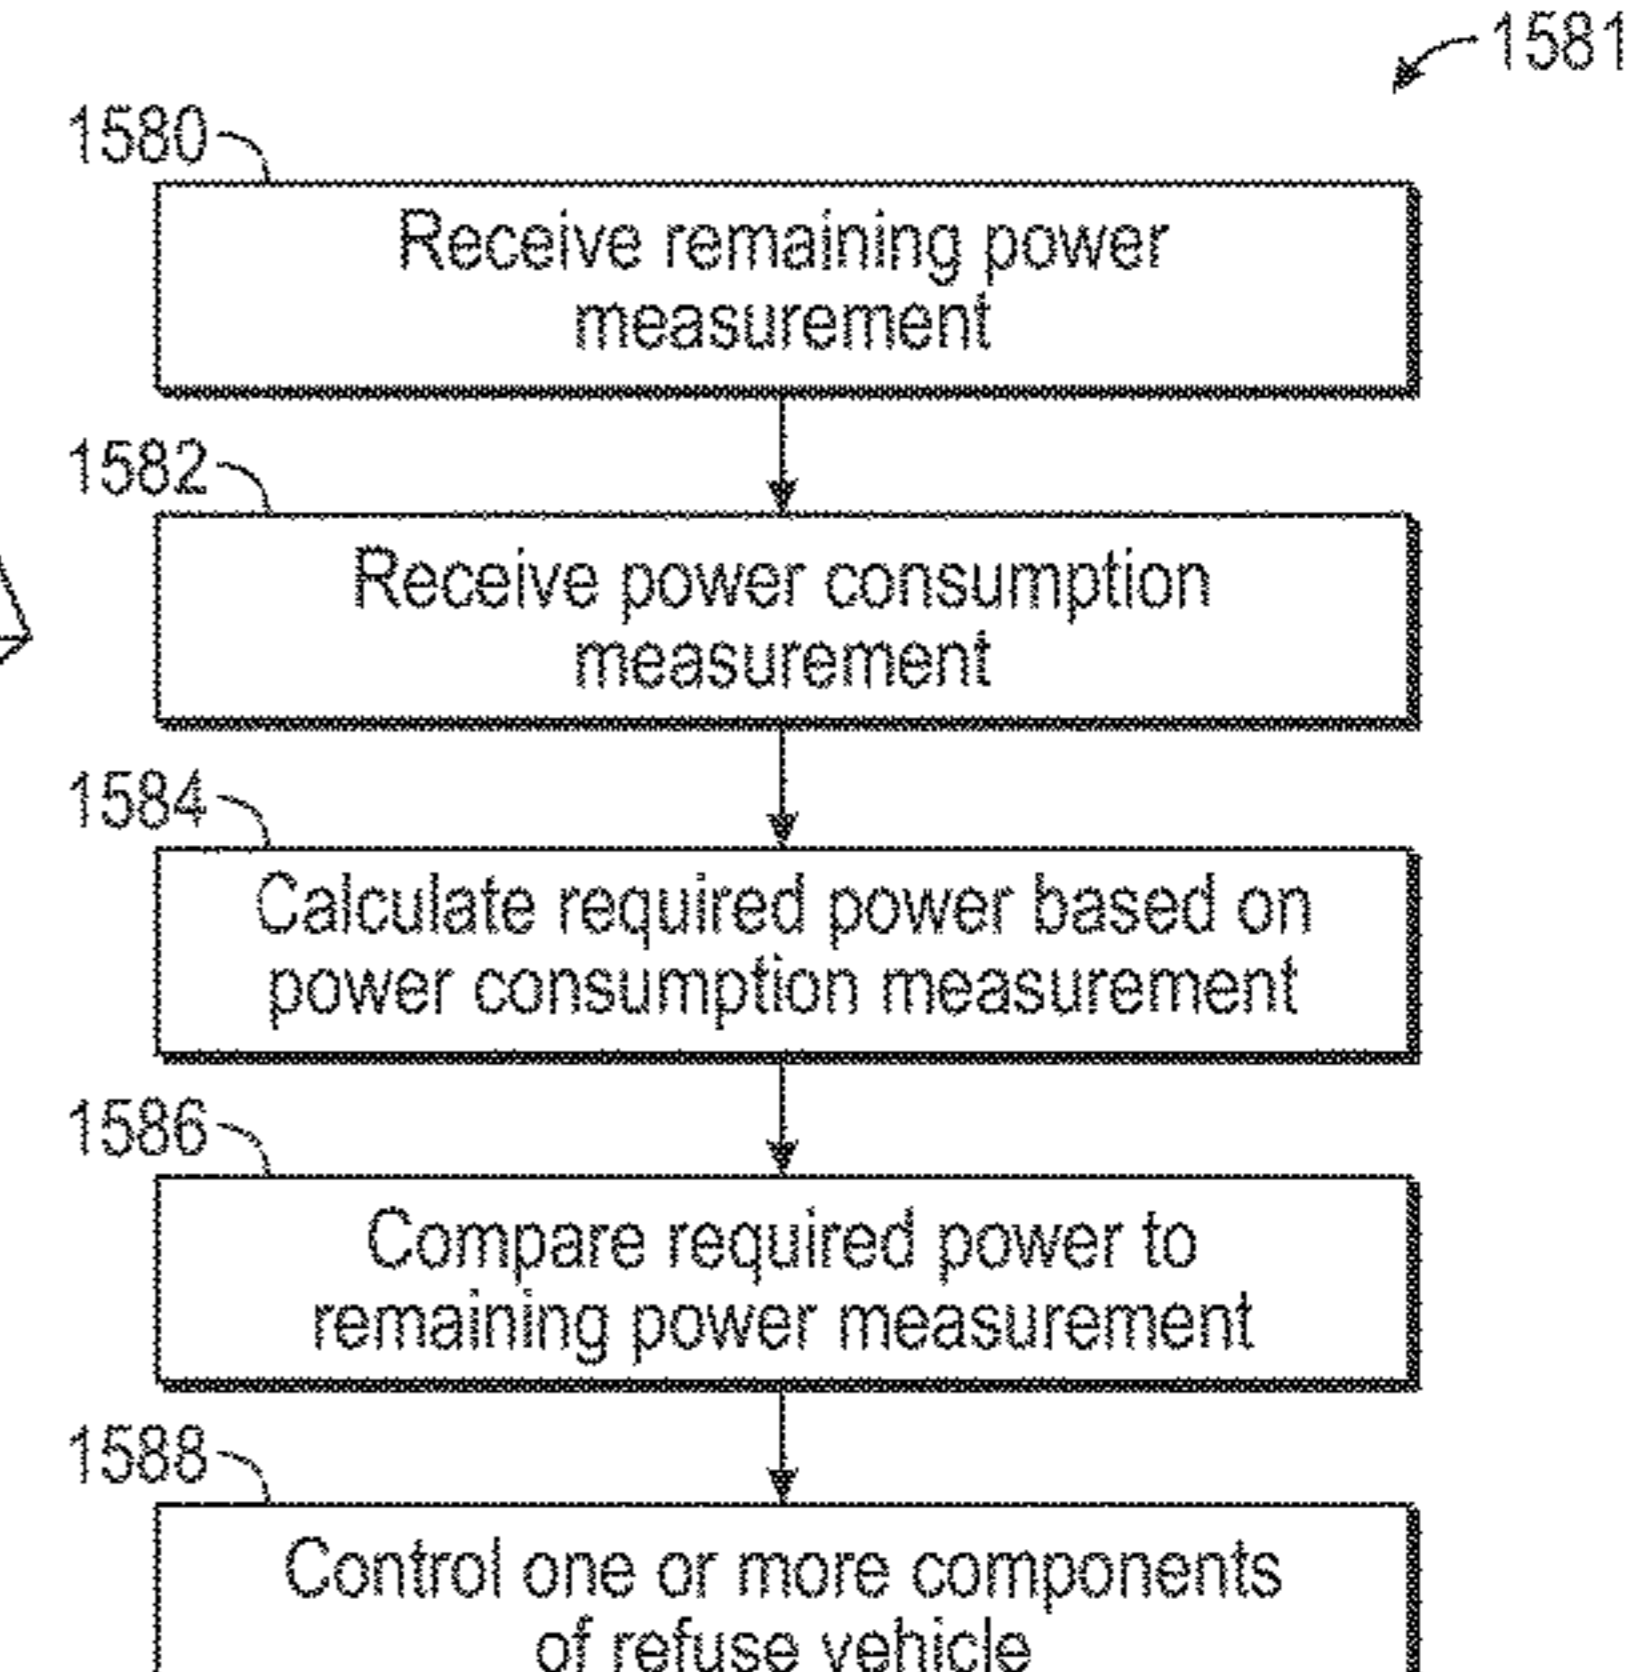 1581
1580
Receive remaining power
measurement
1582
Receive power consumption
measurement
1584
Calculate required power based on
power consumption measurement
1586
Compare required power to
remaining power measurement
1588
Control one or more components
of refuse vehicle